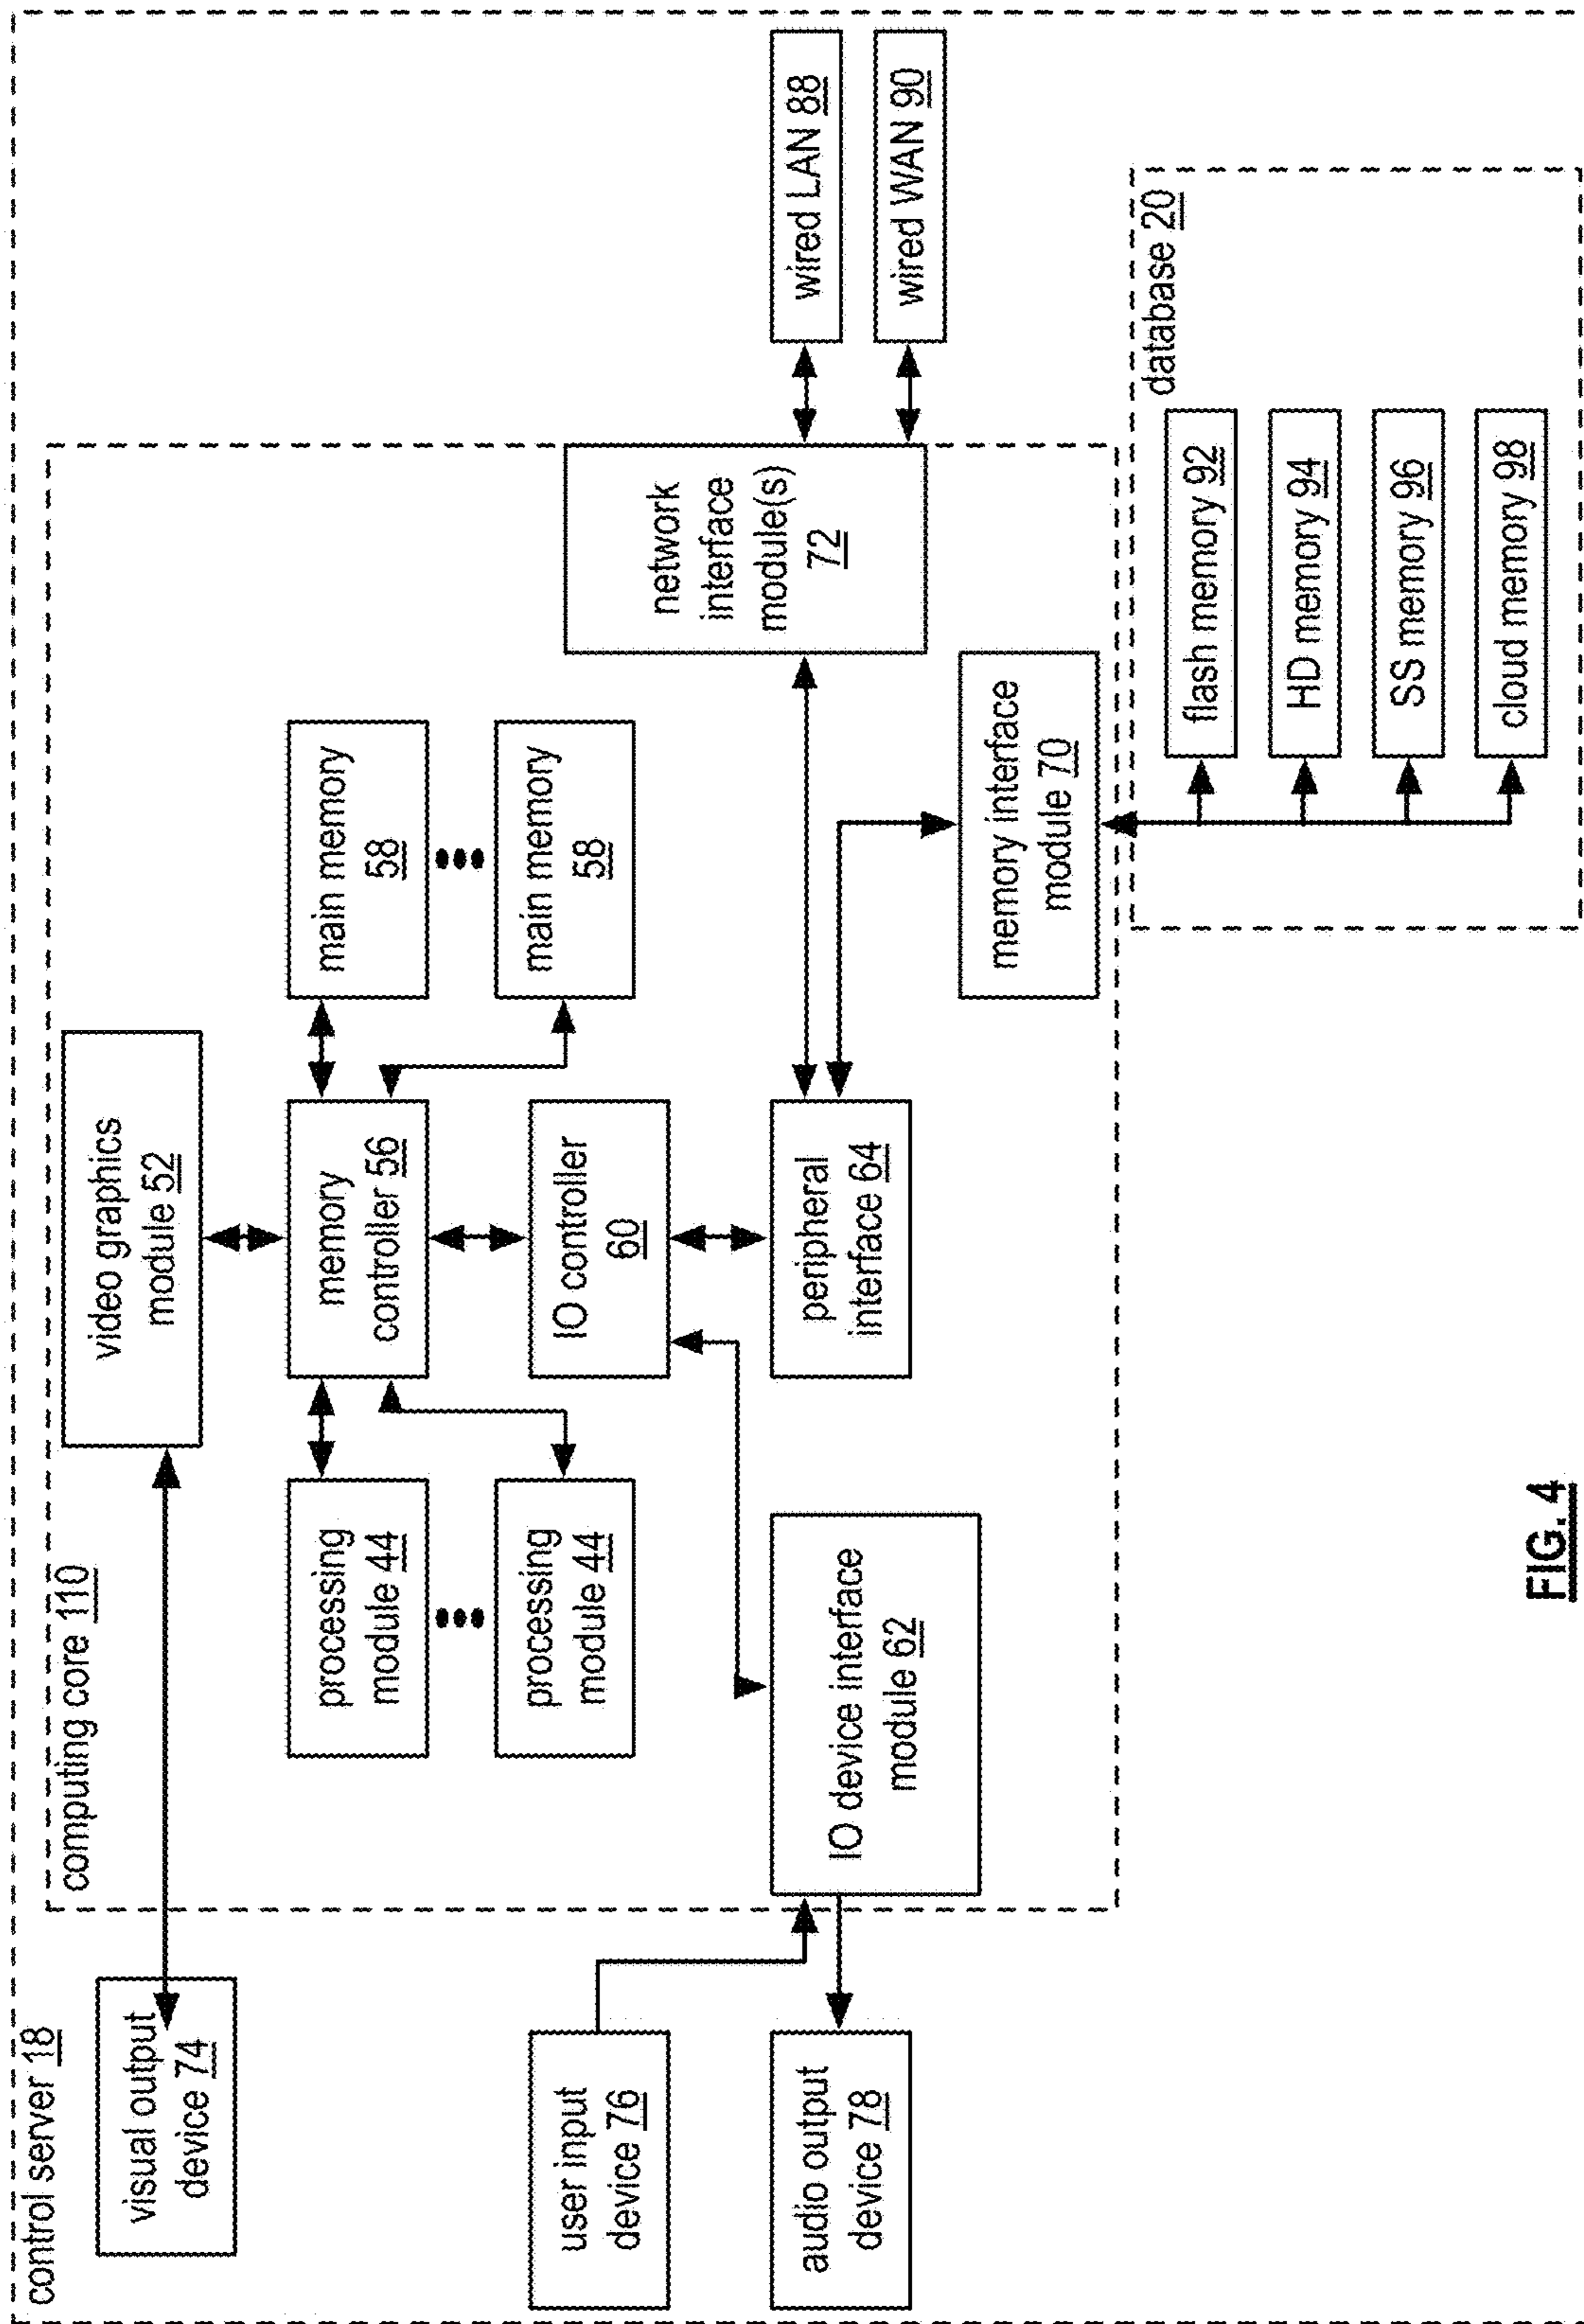 control server 18
computing core 110
visual output
device 74
video graphics
module 52
processing
module 44
memory
controller 56
main memory
58
processing
module 44
IO controller
60
main memory
58
user input
device 76
audio output
device 78
IO device interface
module 62
peripheral
interface 64
network
interface
module(s)
72
wired LAN 88
wired WAN 90
memory interface
module 70
database 20
flash memory 92
HD memory 94
SS memory 96
cloud memory 98
FIG. 4